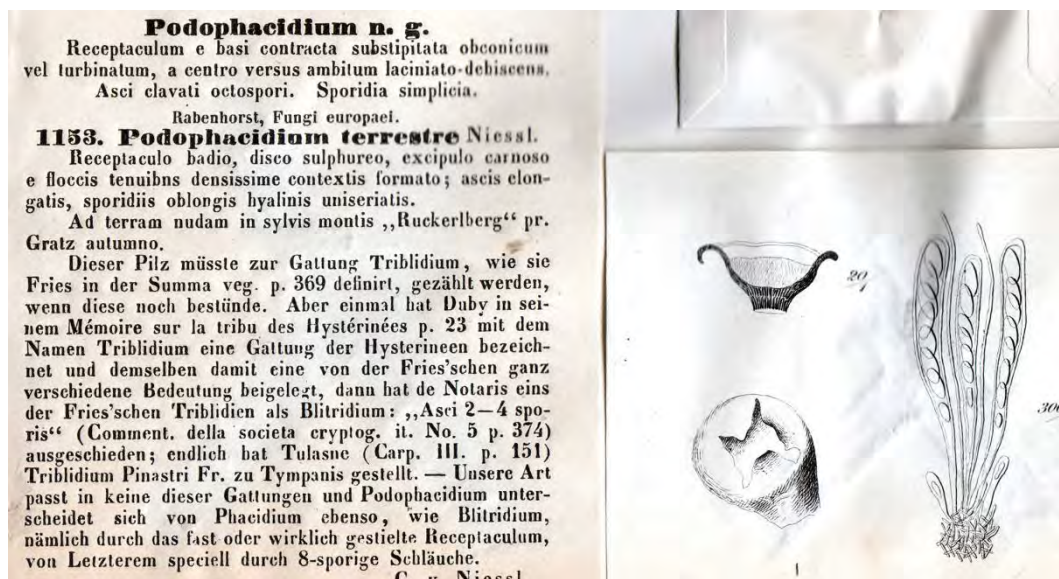 Podophacidium n. g.
Receptaculum e basi contracta substipitata obconicum
vel turbinatum, a centro versus ambitum laciniato-dehiscens.
Asci clavati octospori. Sporidia simplicia.
Rabenhorst, Fungi europaei.
1153. Podophacidium terrestre Niessl.
Receptaculo badio, disco sulphureo, excipulo carnoso
e floccis tenuibns densissime contextis formato; ascis elon-
gatis, sporidiis oblongis hyalinis uniseriatis.
Ad terram nudam in sylvis montis „Ruckerlberg“ pr.
Gratz autumno.
Dieser Pilz müsste zur Gattung Triblidium, wie sie
Fries in der Summa veg. p. 369 definirt, gezählt werden,
wenn diese noch bestünde. Aber einmal hat Duby in sei-
nem Mémoire sur la tribu des Hystérinées p. 23 mit dem
Namen Triblidium eine Gattung der Hysterineen bezeich-
net und demselben damit eine von der Fries'schen ganz
verschiedene Bedeutung beigelegt, dann hat de Notaris eins
der Fries'schen Triblidien als Blitridium: „Asci 2—4 spo-
ris“ (Comment. della societa cryptog. it. No. 5 p. 374)
ausgeschieden; endlich hat Tulasne (Carp. III. p. 151)
Triblidium Pinastri Fr. zu Tympanis gestellt. — Unsere Art
passt in keine dieser Gattungen und Podophacidium unter-
scheidet sich von Phacidium ebenso, wie Blitridium,
nämlich durch das fast oder wirklich gestielte Receptaculum,
von Letzterem speciell durch 8-sporige Schläuche.
C. v. Niessl.
20/1
300